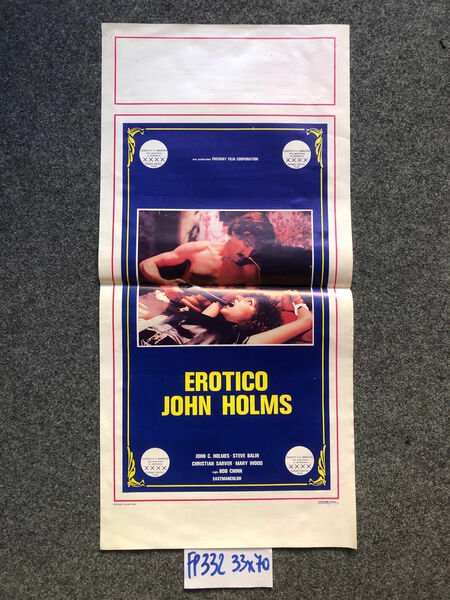 una produzione FREEWAY FILM CORPORATION
XXXX
XXXX
EROTICO
JOHN HOLMS
JOHN C. HOLMES · STEVE BALIN
CHRISTIAN SARVER · MARY WOOD
regia BOB CHINN
EASTMANCOLOR
XXXX
XXXX
FP332 33x70